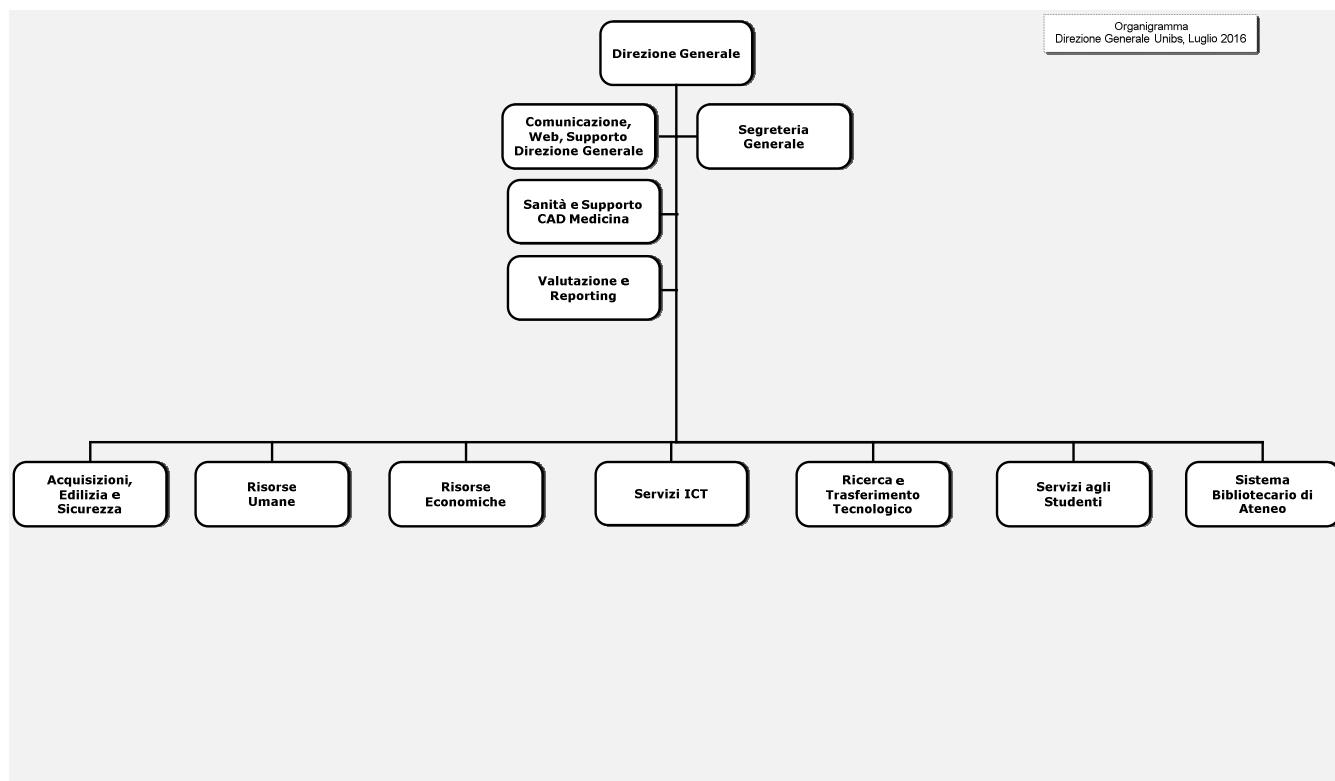 Organigramma
Direzione Generale Unibs, Luglio 2016
Direzione Generale
Comunicazione,
Web, Supporto
Direzione Generale
Segreteria
Generale
Sanità e Supporto
CAD Medicina
Valutazione e
Reporting
Acquisizioni,
Edilizia e
Sicurezza
Risorse
Umane
Risorse
Economiche
Servizi ICT
Ricerca e
Trasferimento
Tecnologico
Servizi agli
Studenti
Sistema
Bibliotecario di
Ateneo